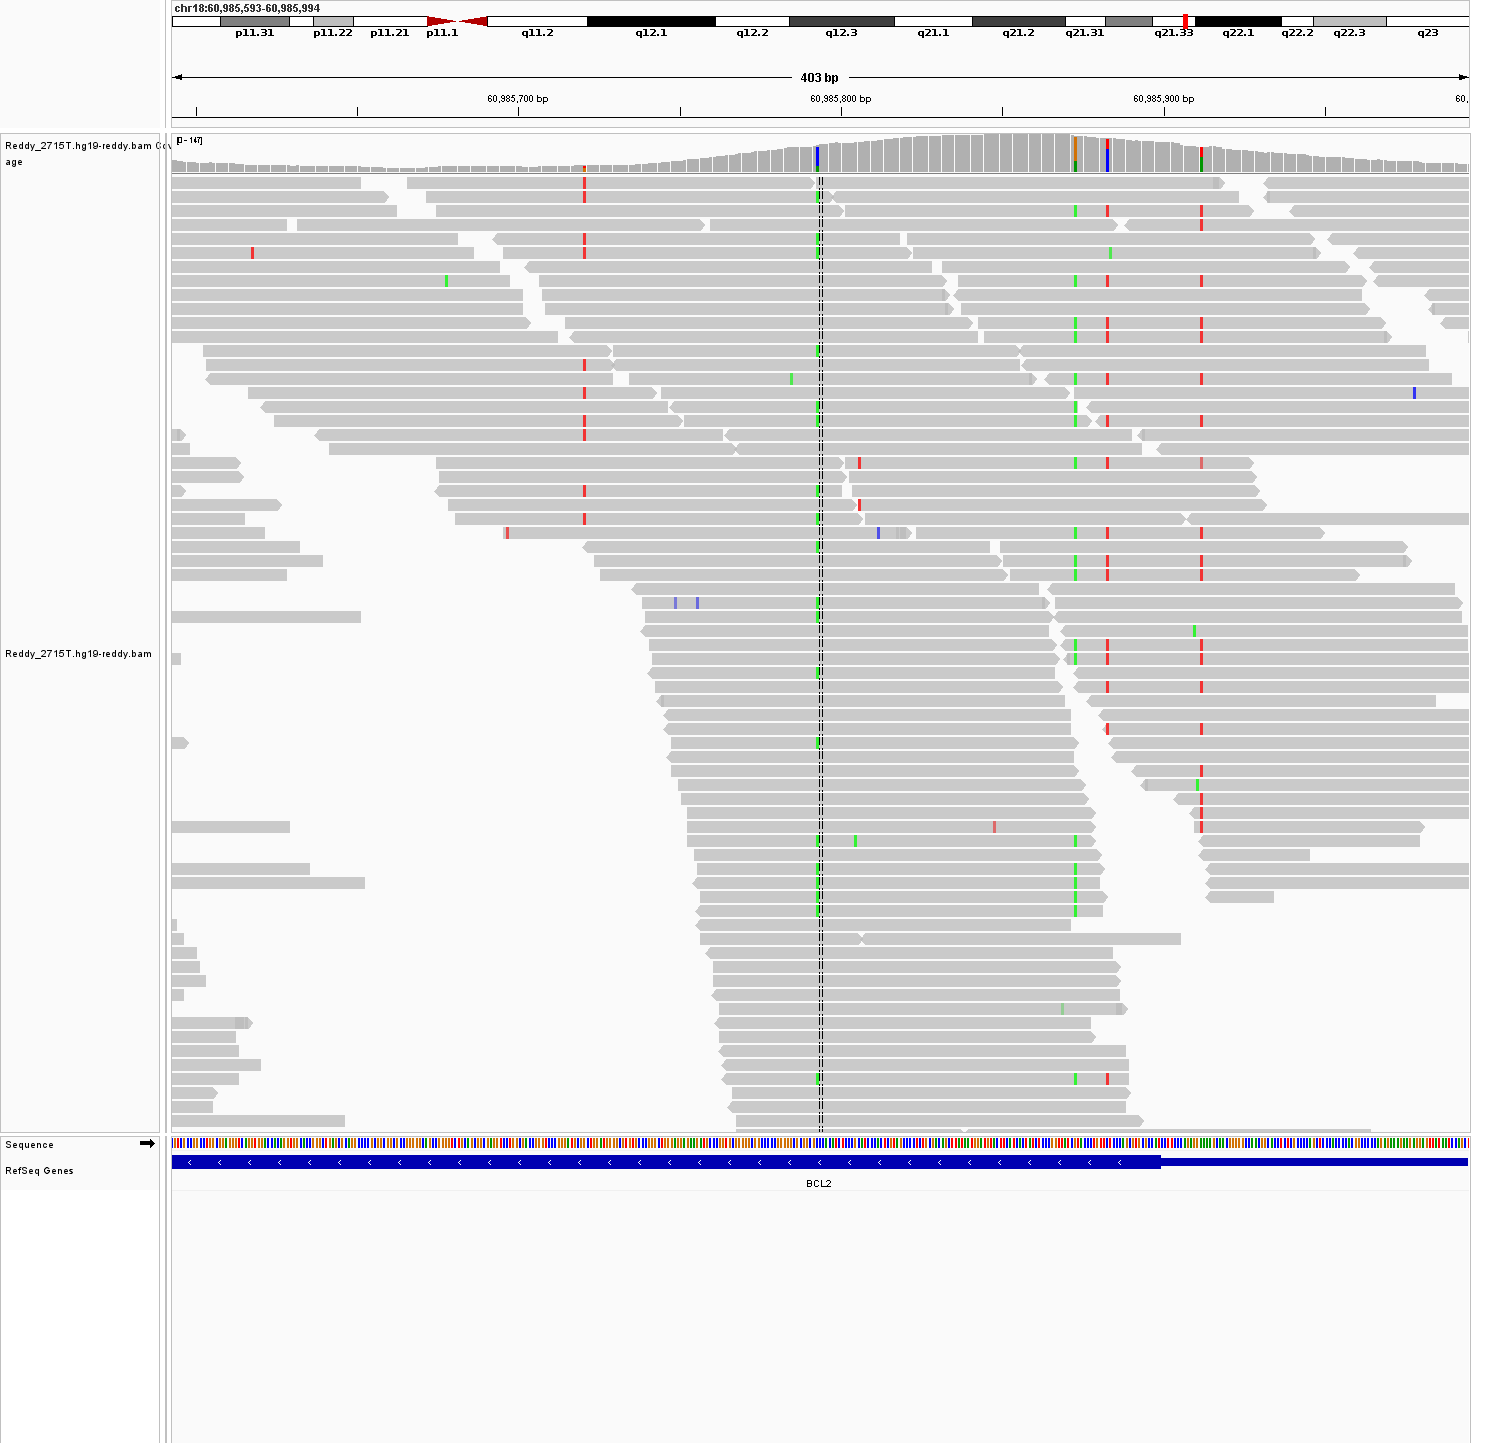 chr18:60,985,593-60,985,994
p11.31 p11.22 p11.21 p11.1 q11.2 q12.1 q12.2 q12.3 q21.1 q21.2 q21.31 q21.33 q22.1 q22.2 q22.3 q23
403 bp
60,985,700 bp 60,985,800 bp 60,985,900 bp 60,
[0 - 147]
Reddy_2715T.hg19-reddy.bam Cov
age
Reddy_2715T.hg19-reddy.bam
Sequence
RefSeq Genes
BCL2